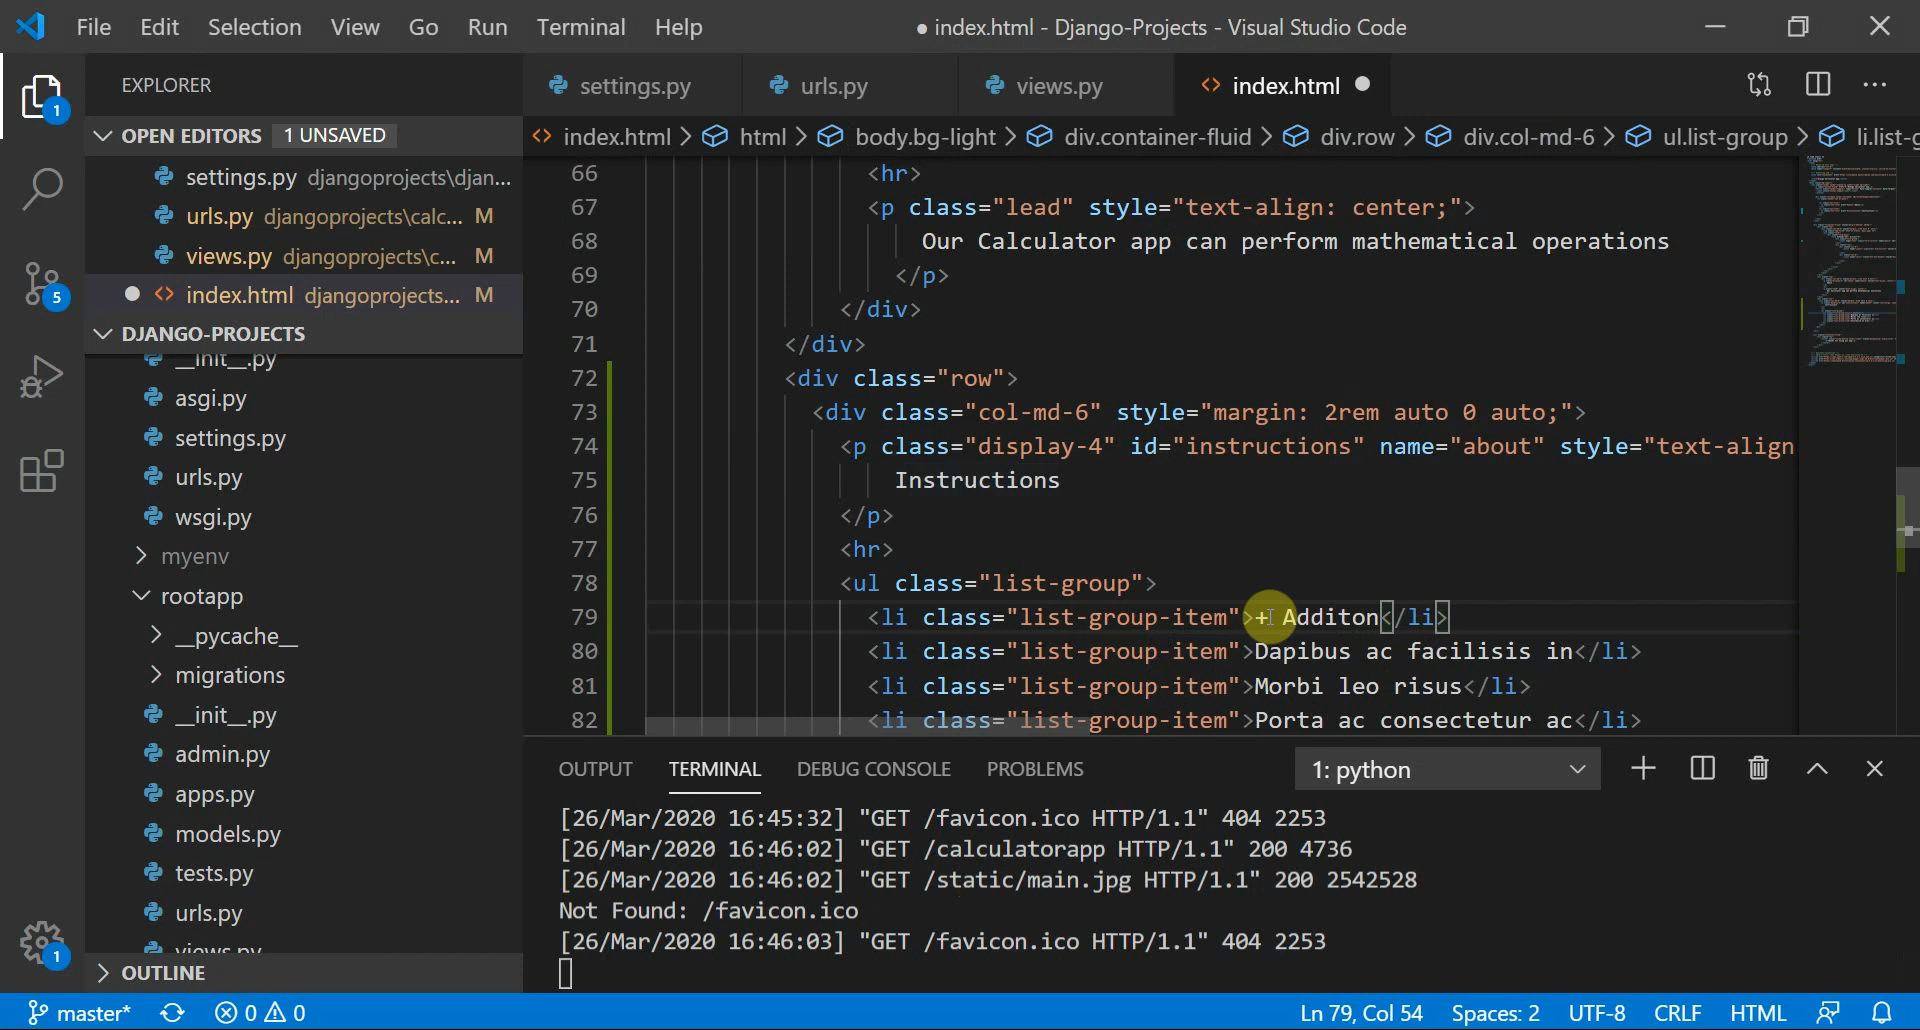 File Edit Selection View Go Run Terminal Help ● index.html - Django-Projects - Visual Studio Code
EXPLORER
settings.py urls.py views.py <> index.html
OPEN EDITORS 1 UNSAVED
<> index.html > html > body.bg-light > div.container-fluid > div.row > div.col-md-6 > ul.list-group > li.list-g
settings.py djangoprojects\djan...
urls.py djangoprojects\calc... M
views.py djangoprojects\c... M
<> index.html djangoprojects... M
DJANGO-PROJECTS
__init__.py
asgi.py
settings.py
urls.py
wsgi.py
myenv
rootapp
__pycache__
migrations
__init__.py
admin.py
apps.py
models.py
tests.py
urls.py
views.py
OUTLINE
66 <hr>
67 <p class="lead" style="text-align: center;">
68 Our Calculator app can perform mathematical operations
69 </p>
70 </div>
71 </div>
72 <div class="row">
73 <div class="col-md-6" style="margin: 2rem auto 0 auto;">
74 <p class="display-4" id="instructions" name="about" style="text-align
75 Instructions
76 </p>
77 <hr>
78 <ul class="list-group">
79 <li class="list-group-item">+ Additon</li>
80 <li class="list-group-item">Dapibus ac facilisis in</li>
81 <li class="list-group-item">Morbi leo risus</li>
82 <li class="list-group-item">Porta ac consectetur ac</li>
OUTPUT TERMINAL DEBUG CONSOLE PROBLEMS 1: python
[26/Mar/2020 16:45:32] "GET /favicon.ico HTTP/1.1" 404 2253
[26/Mar/2020 16:46:02] "GET /calculatorapp HTTP/1.1" 200 4736
[26/Mar/2020 16:46:02] "GET /static/main.jpg HTTP/1.1" 200 2542528
Not Found: /favicon.ico
[26/Mar/2020 16:46:03] "GET /favicon.ico HTTP/1.1" 404 2253
1
5
1
master* 0 0 Ln 79, Col 54 Spaces: 2 UTF-8 CRLF HTML